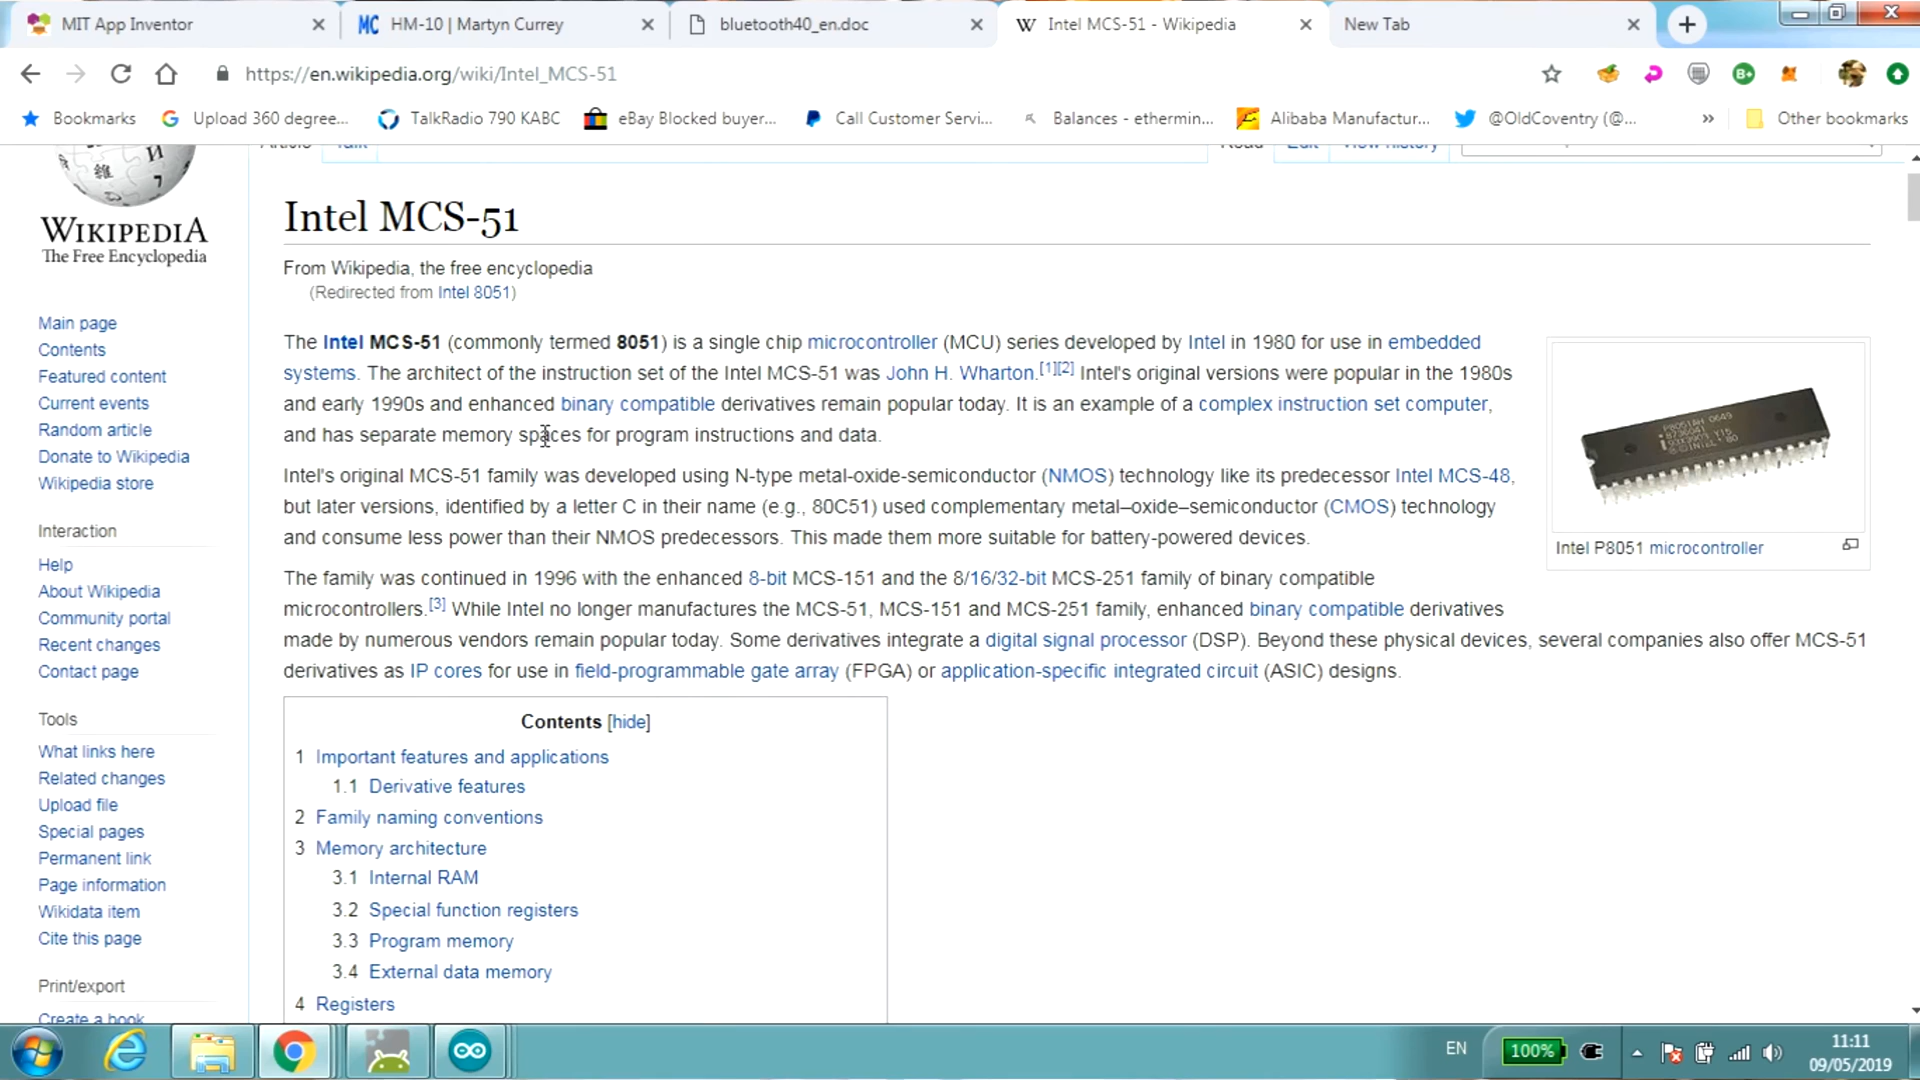 MIT App Inventor
HM-10 | Martyn Currey
bluetooth40_en.doc
Intel MCS-51 - Wikipedia
New Tab
https://en.wikipedia.org/wiki/Intel_MCS-51
Bookmarks
Upload 360 degree...
TalkRadio 790 KABC
eBay Blocked buyer...
Call Customer Servi...
Balances - ethermin...
Alibaba Manufactur...
@OldCoventry (@...
»
Other bookmarks
Article
Talk
Read
Edit
View history
WIKIPEDIA
The Free Encyclopedia
Main page
Contents
Featured content
Current events
Random article
Donate to Wikipedia
Wikipedia store
Interaction
Help
About Wikipedia
Community portal
Recent changes
Contact page
Tools
What links here
Related changes
Upload file
Special pages
Permanent link
Page information
Wikidata item
Cite this page
Print/export
Create a book
Intel MCS-51
From Wikipedia, the free encyclopedia
(Redirected from Intel 8051)
The Intel MCS-51 (commonly termed 8051) is a single chip microcontroller (MCU) series developed by Intel in 1980 for use in embedded
systems. The architect of the instruction set of the Intel MCS-51 was John H. Wharton.[1][2] Intel's original versions were popular in the 1980s
and early 1990s and enhanced binary compatible derivatives remain popular today. It is an example of a complex instruction set computer,
and has separate memory spaces for program instructions and data.
Intel's original MCS-51 family was developed using N-type metal-oxide-semiconductor (NMOS) technology like its predecessor Intel MCS-48,
but later versions, identified by a letter C in their name (e.g., 80C51) used complementary metal–oxide–semiconductor (CMOS) technology
and consume less power than their NMOS predecessors. This made them more suitable for battery-powered devices.
The family was continued in 1996 with the enhanced 8-bit MCS-151 and the 8/16/32-bit MCS-251 family of binary compatible
microcontrollers.[3] While Intel no longer manufactures the MCS-51, MCS-151 and MCS-251 family, enhanced binary compatible derivatives
made by numerous vendors remain popular today. Some derivatives integrate a digital signal processor (DSP). Beyond these physical devices, several companies also offer MCS-51
derivatives as IP cores for use in field-programmable gate array (FPGA) or application-specific integrated circuit (ASIC) designs.
P8051AH 0649
Intel P8051 microcontroller
Contents [hide]
1 Important features and applications
1.1 Derivative features
2 Family naming conventions
3 Memory architecture
3.1 Internal RAM
3.2 Special function registers
3.3 Program memory
3.4 External data memory
4 Registers
EN
100%
11:11
09/05/2019